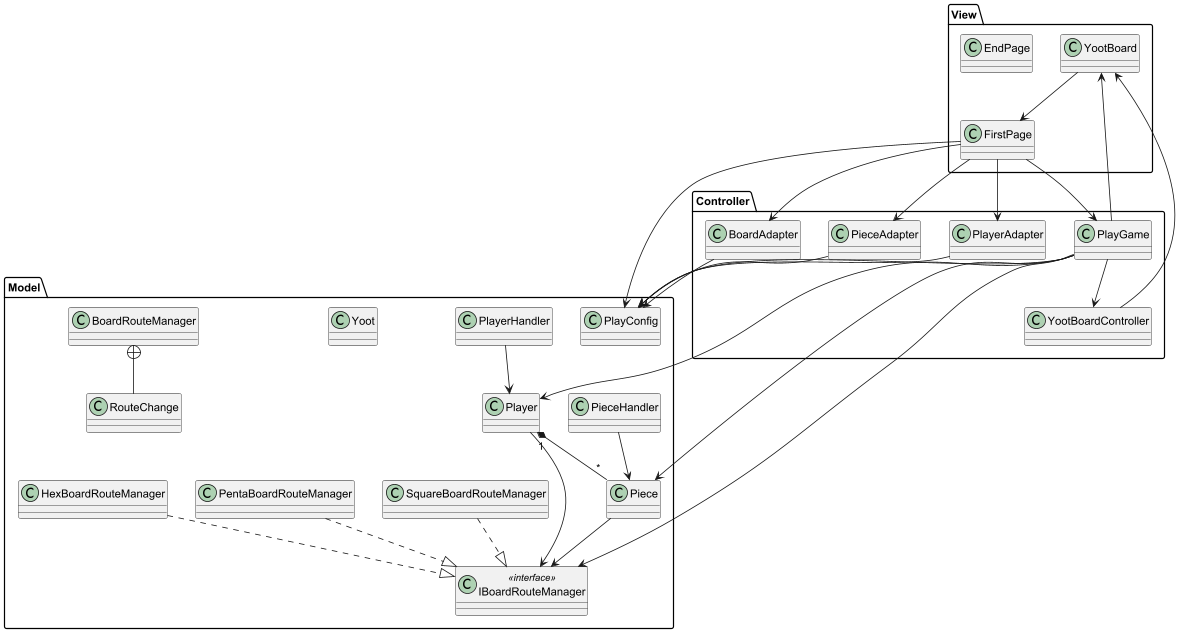 View
C EndPage
C YootBoard
C FirstPage
Controller
C BoardAdapter
C PieceAdapter
C PlayerAdapter
C PlayGame
C YootBoardController
Model
C BoardRouteManager
C Yoot
C PlayerHandler
C PlayConfig
C RouteChange
C Player
C PieceHandler
1
*
C HexBoardRouteManager
C PentaBoardRouteManager
C SquareBoardRouteManager
C Piece
«interface»
C IBoardRouteManager